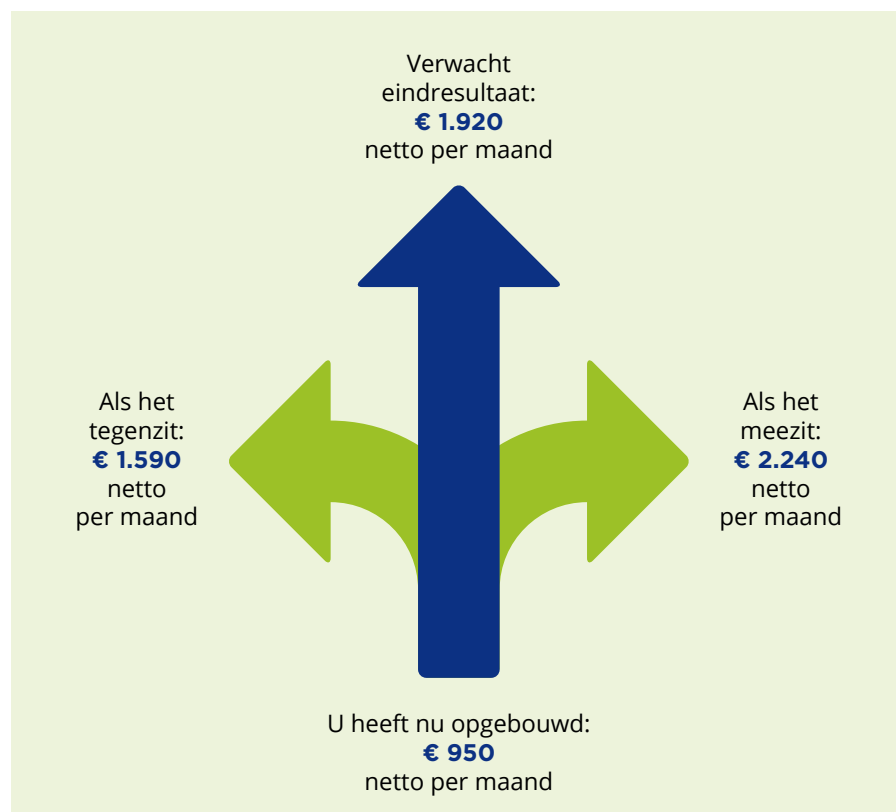 Verwacht
eindresultaat:
€ 1.920
netto per maand
Als het
tegenzit:
€ 1.590
netto
per maand
Als het
meezit:
€ 2.240
netto
per maand
U heeft nu opgebouwd:
€ 950
netto per maand